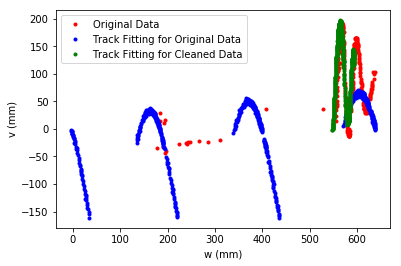 Original Data
Track Fitting for Original Data
Track Fitting for Cleaned Data
v (mm)
200
150
100
50
0
−50
−100
−150
0 100 200 300 400 500 600
w (mm)